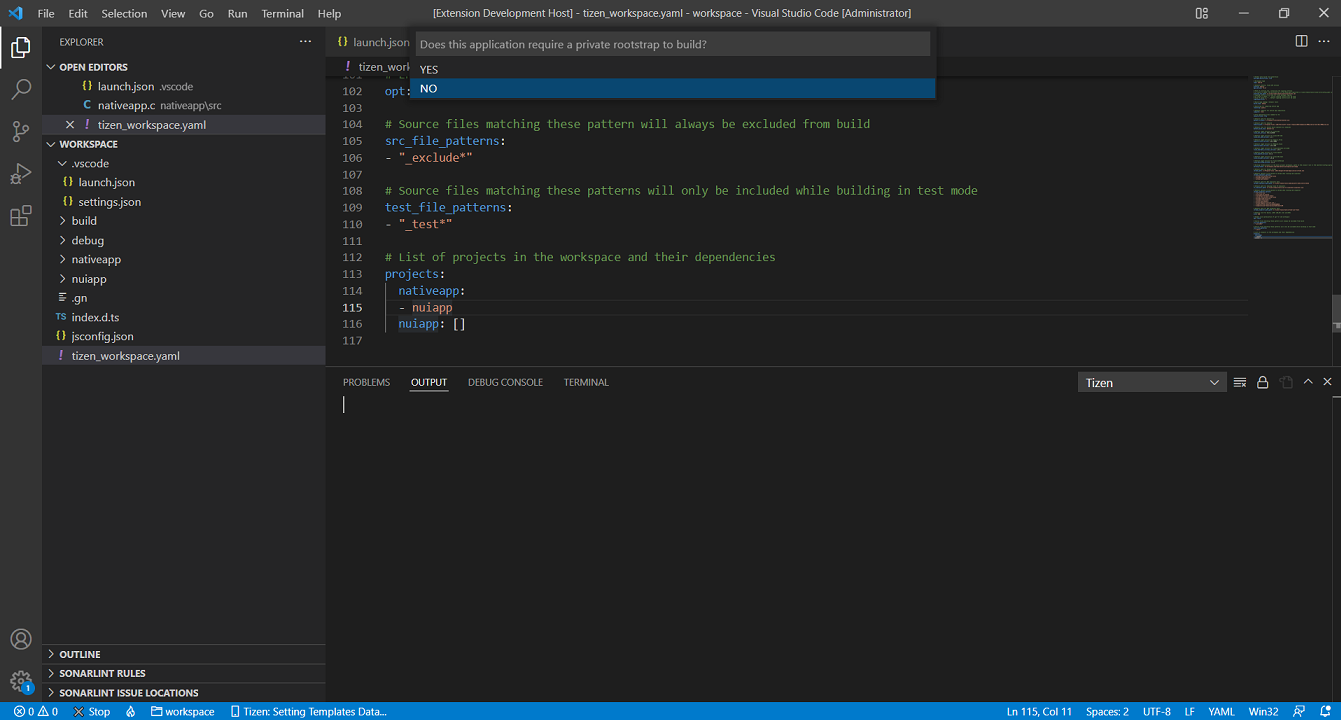 File Edit Selection View Go Run Terminal Help [Extension Development Host] - tizen_workspace.yaml - workspace - Visual Studio Code [Administrator]
EXPLORER
OPEN EDITORS
{} launch.json .vscode
C nativeapp.c nativeapp\src
! tizen_workspace.yaml
WORKSPACE
.vscode
{} launch.json
{} settings.json
build
debug
nativeapp
nuiapp
.gn
TS index.d.ts
{} jsconfig.json
! tizen_workspace.yaml
OUTLINE
SONARLINT RULES
SONARLINT ISSUE LOCATIONS
{} launch.json
! tizen_work
Does this application require a private rootstrap to build?
YES
NO
102 opt:
103
104 # Source files matching these pattern will always be excluded from build
105 src_file_patterns:
106 - "_exclude*"
107
108 # Source files matching these patterns will only be included while building in test mode
109 test_file_patterns:
110 - "_test*"
111
112 # List of projects in the workspace and their dependencies
113 projects:
114 nativeapp:
115 - nuiapp
116 nuiapp: []
117
PROBLEMS OUTPUT DEBUG CONSOLE TERMINAL Tizen
1
0 0 Stop workspace Tizen: Setting Templates Data... Ln 115, Col 11 Spaces: 2 UTF-8 LF YAML Win32